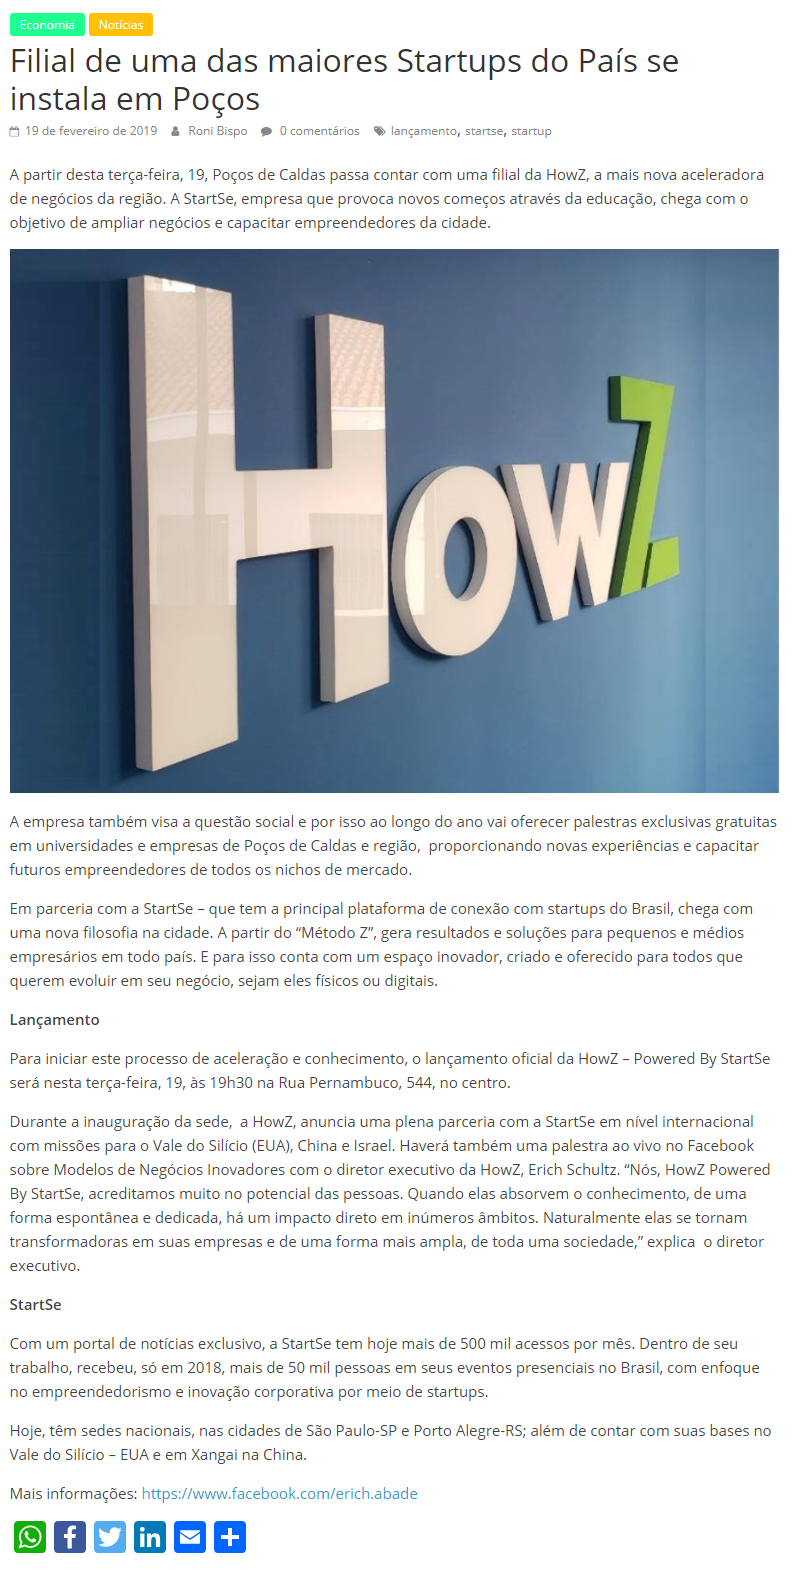 Economia Notícias
Filial de uma das maiores Startups do País se
instala em Poços
19 de fevereiro de 2019 Roni Bispo 0 comentários lançamento, startse, startup
A partir desta terça-feira, 19, Poços de Caldas passa contar com uma filial da HowZ, a mais nova aceleradora
de negócios da região. A StartSe, empresa que provoca novos começos através da educação, chega com o
objetivo de ampliar negócios e capacitar empreendedores da cidade.
HowZ
A empresa também visa a questão social e por isso ao longo do ano vai oferecer palestras exclusivas gratuitas
em universidades e empresas de Poços de Caldas e região,  proporcionando novas experiências e capacitar
futuros empreendedores de todos os nichos de mercado.
Em parceria com a StartSe – que tem a principal plataforma de conexão com startups do Brasil, chega com
uma nova filosofia na cidade. A partir do “Método Z”, gera resultados e soluções para pequenos e médios
empresários em todo país. E para isso conta com um espaço inovador, criado e oferecido para todos que
querem evoluir em seu negócio, sejam eles físicos ou digitais.
Lançamento
Para iniciar este processo de aceleração e conhecimento, o lançamento oficial da HowZ – Powered By StartSe
será nesta terça-feira, 19, às 19h30 na Rua Pernambuco, 544, no centro.
Durante a inauguração da sede,  a HowZ, anuncia uma plena parceria com a StartSe em nível internacional
com missões para o Vale do Silício (EUA), China e Israel. Haverá também uma palestra ao vivo no Facebook
sobre Modelos de Negócios Inovadores com o diretor executivo da HowZ, Erich Schultz. “Nós, HowZ Powered
By StartSe, acreditamos muito no potencial das pessoas. Quando elas absorvem o conhecimento, de uma
forma espontânea e dedicada, há um impacto direto em inúmeros âmbitos. Naturalmente elas se tornam
transformadoras em suas empresas e de uma forma mais ampla, de toda uma sociedade,” explica  o diretor
executivo.
StartSe
Com um portal de notícias exclusivo, a StartSe tem hoje mais de 500 mil acessos por mês. Dentro de seu
trabalho, recebeu, só em 2018, mais de 50 mil pessoas em seus eventos presenciais no Brasil, com enfoque
no empreendedorismo e inovação corporativa por meio de startups.
Hoje, têm sedes nacionais, nas cidades de São Paulo-SP e Porto Alegre-RS; além de contar com suas bases no
Vale do Silício – EUA e em Xangai na China.
Mais informações: https://www.facebook.com/erich.abade